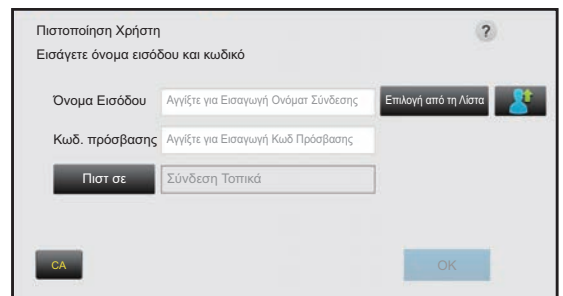 Πιστοποίηση Χρήστη
?
Εισάγετε όνομα εισόδου και κωδικό
Όνομα Εισόδου Αγγίξτε για Εισαγωγή Ονόματ Σύνδεσης Επιλογή από τη Λίστα
Κωδ. πρόσβασης Αγγίξτε για Εισαγωγή Κωδ Πρόσβασης
Πιστ σε Σύνδεση Τοπικά
CA OK